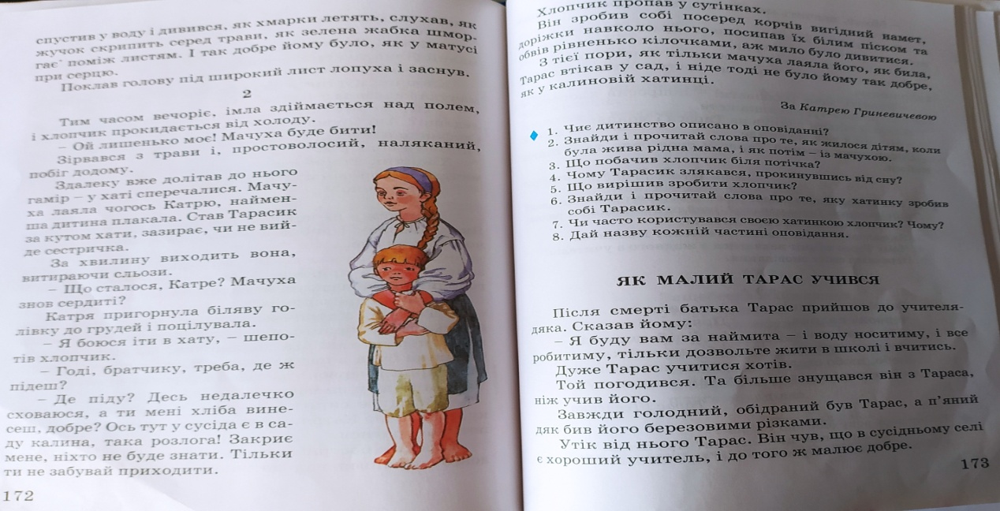 спустив у воду і дивився, як хмарки летять, слухав, як
жучок скрипить серед трави, як зелена жабка шмор-
гає поміж листям. І так добре йому було, як у матусі
при серцю.
Поклав голову під широкий лист лопуха і заснув.
2
Тим часом вечоріє, імла здіймається над полем,
і хлопчик прокидається від холоду.
– Ой лишенько моє! Мачуха буде бити!
Зірвався з трави і, простоволосий, наляканий,
побіг додому.
Здалеку вже долітав до нього
гамір – у хаті сперечалися. Мачу-
ха лаяла чогось Катрю, наймен-
ша дитина плакала. Став Тарасик
за кутом хати, зазирає, чи не вий-
де сестричка.
За хвилину виходить вона,
витираючи сльози.
– Що сталося, Катре? Мачуха
знов сердиті?
Катря пригорнула біляву го-
лівку до грудей і поцілувала.
– Я боюся іти в хату, – шепо-
тів хлопчик.
– Годі, братчику, треба, де ж
підеш?
– Де піду? Десь недалечко
сховаюся, а ти мені хліба вине-
сеш, добре? Ось тут у сусіда є в са-
ду калина, така розлога! Закриє
мене, ніхто не буде знати. Тільки
ти не забувай приходити.
172
Хлопчик пропав у сутінках.
Він зробив собі посеред корчів вигідний намет,
доріжки навколо нього, посипав їх білим піском та
обвів рівненько кілочками, аж мило було дивитися.
З тієї пори, як тільки мачуха лаяла його, як била,
Тарас втікав у сад, і ніде тоді не було йому так добре,
як у калиновій хатинці.
За Катрею Гриневичевою
1. Чиє дитинство описано в оповіданні?
2. Знайди і прочитай слова про те, як жилося дітям, коли
була жива рідна мама, і як потім – із мачухою.
3. Що побачив хлопчик біля потічка?
4. Чому Тарасик злякався, прокинувшись від сну?
5. Що вирішив зробити хлопчик?
6. Знайди і прочитай слова про те, яку хатинку зробив
собі Тарасик.
7. Чи часто користувався своєю хатинкою хлопчик? Чому?
8. Дай назву кожній частині оповідання.
ЯК МАЛИЙ ТАРАС УЧИВСЯ
Після смерті батька Тарас прийшов до учителя-
дяка. Сказав йому:
– Я буду вам за наймита – і воду носитиму, і все
робитиму, тільки дозвольте жити в школі і вчитись.
Дуже Тарас учитися хотів.
Той погодився. Та більше знущався він з Тараса,
ніж учив його.
Завжди голодний, обідраний був Тарас, а п’яний
дяк бив його березовими різками.
Утік від нього Тарас. Він чув, що в сусідньому селі
є хороший учитель, і до того ж малює добре.
173